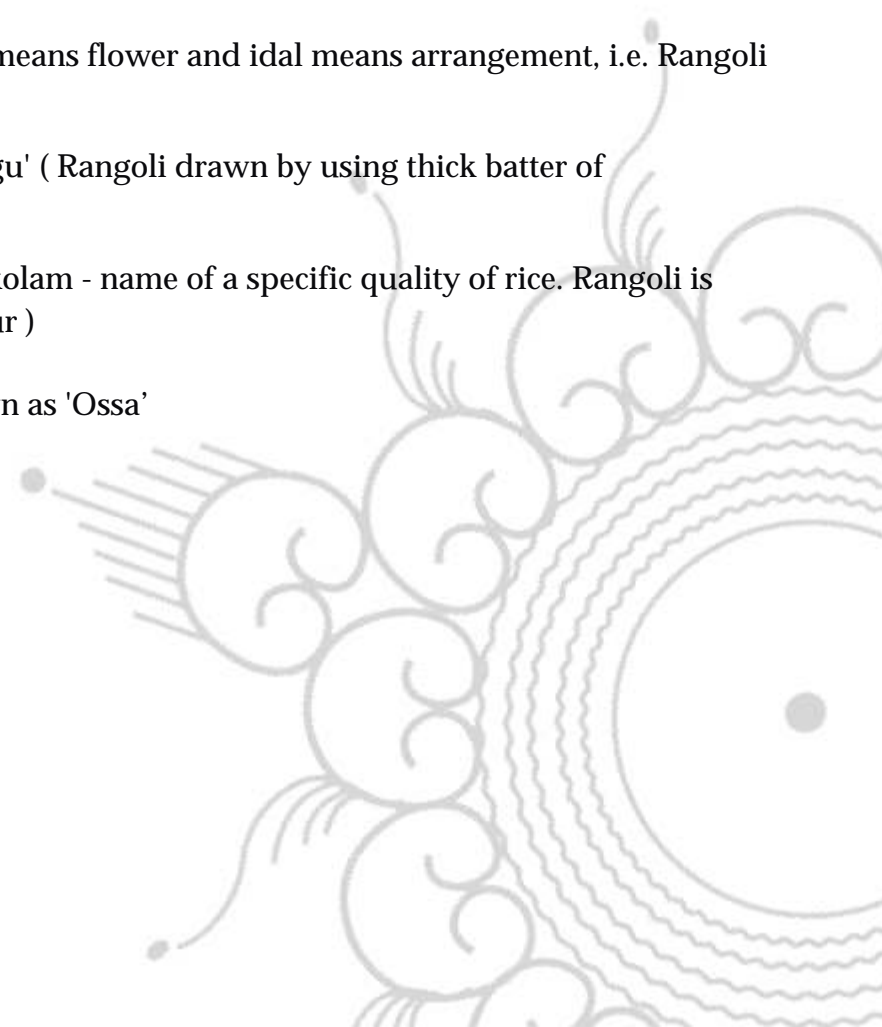 means flower and idal means arrangement, i.e. Rangoli
gu' ( Rangoli drawn by using thick batter of
kolam - name of a specific quality of rice. Rangoli is
ur )
n as 'Ossa’